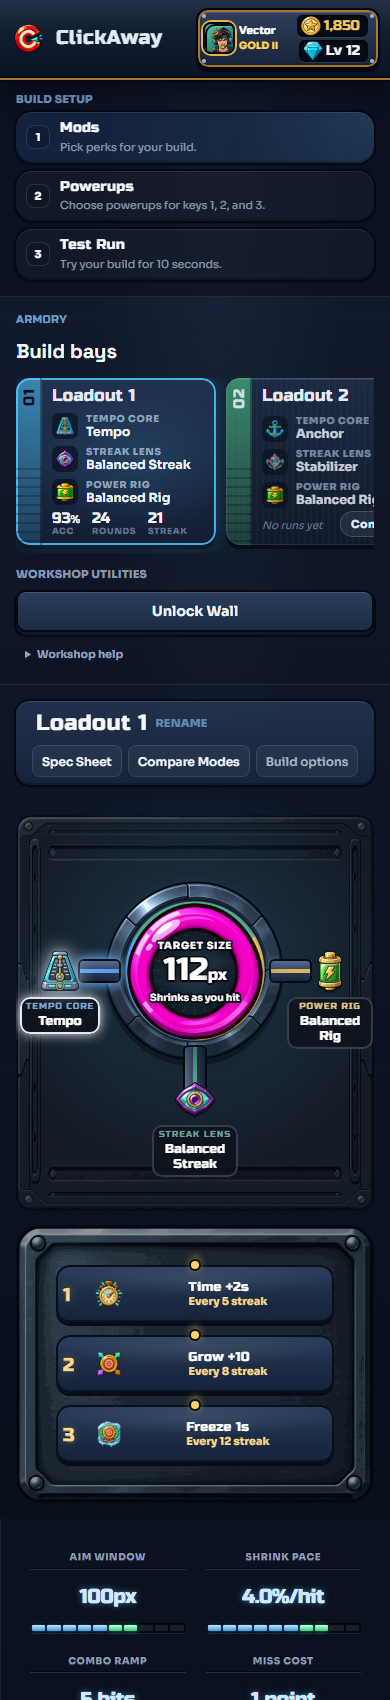 ClickAway
Vector
GOLD II
1,850
Lv 12
BUILD SETUP
1
Mods
Pick perks for your build.
2
Powerups
Choose powerups for keys 1, 2, and 3.
3
Test Run
Try your build for 10 seconds.
ARMORY
Build bays
01
Loadout 1
TEMPO CORE
Tempo
STREAK LENS
Balanced Streak
POWER RIG
Balanced Rig
93% 24 21
ACC ROUNDS STREAK
02
Loadout 2
TEMPO CORE
Anchor
STREAK LENS
Stabilizer
POWER RIG
Balanced Ri
No runs yet
Con
WORKSHOP UTILITIES
Unlock Wall
Workshop help
Loadout 1 RENAME
Spec Sheet Compare Modes Build options
TARGET SIZE
112px
Shrinks as you hit
TEMPO CORE
Tempo
POWER RIG
Balanced
Rig
STREAK LENS
Balanced
Streak
1
Time +2s
Every 5 streak
2
Grow +10
Every 8 streak
3
Freeze 1s
Every 12 streak
AIM WINDOW
100px
SHRINK PACE
4.0%/hit
COMBO RAMP
5 hits
MISS COST
1 point